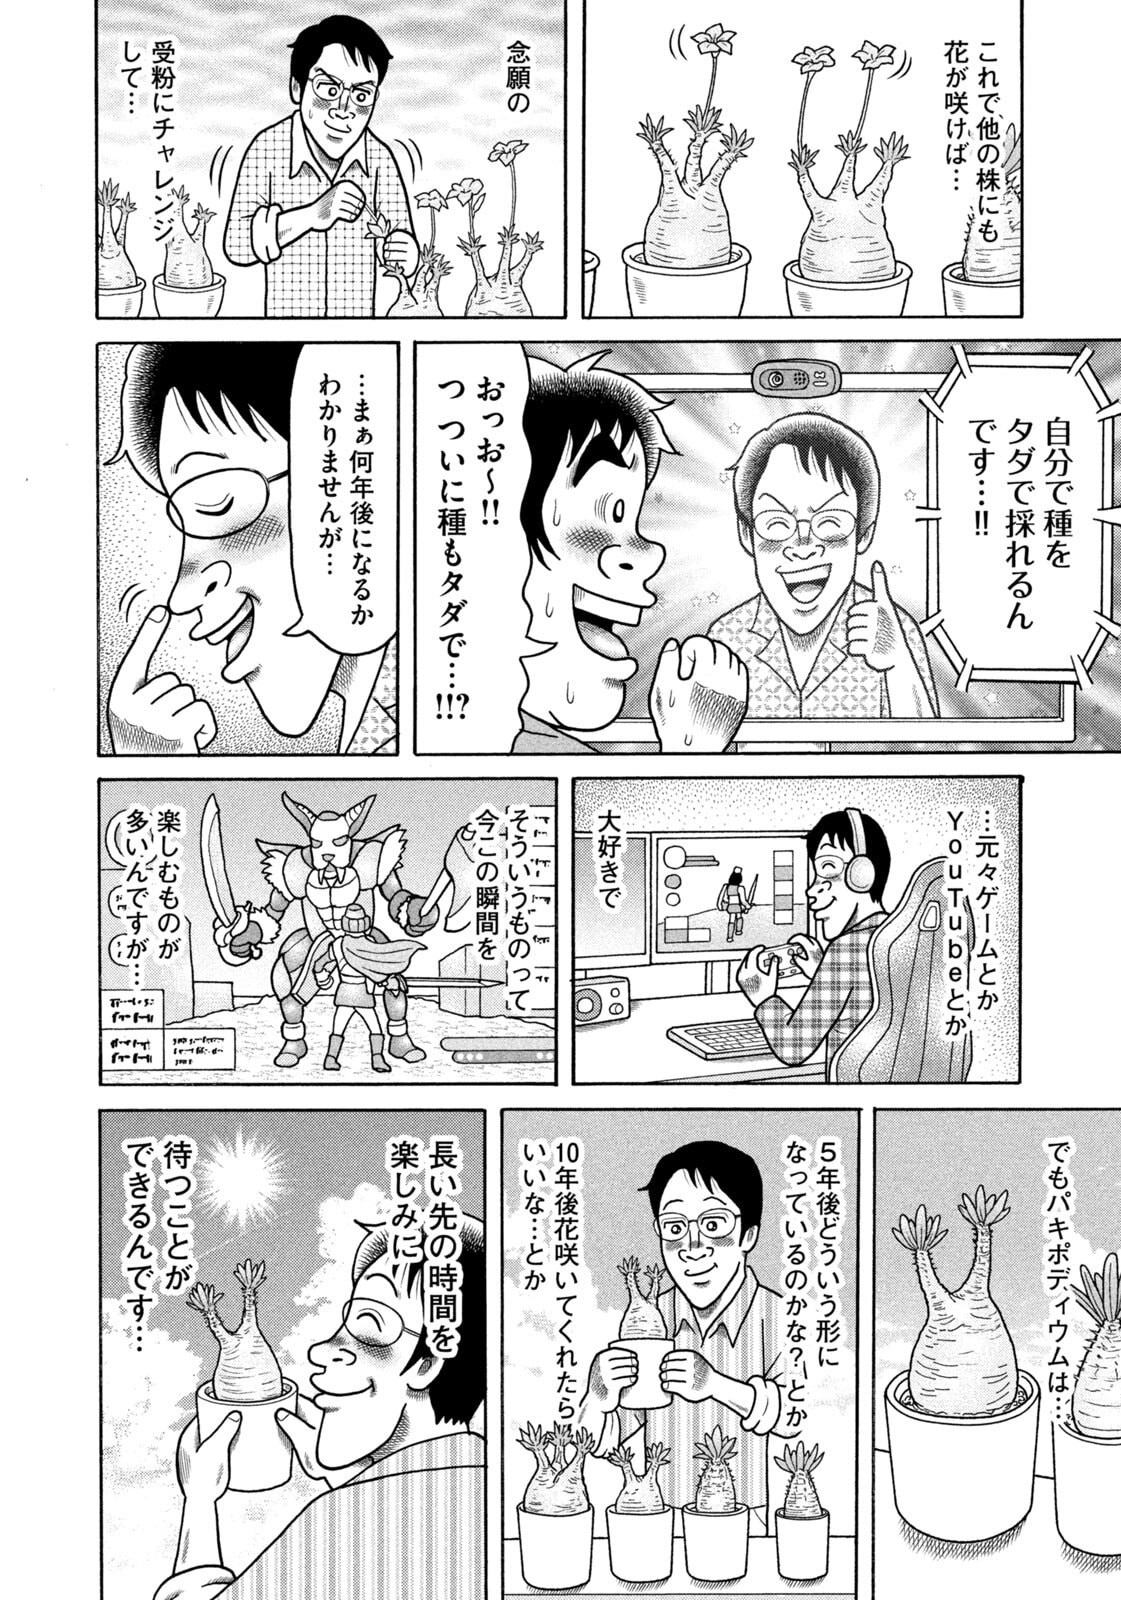 これで他の株にも
花が咲けば…
念願の
受粉にチャレンジ
して…
自分で種を
タダで採れるん
です…!!
おっお〜!!
つ ついに種もタダで…
!!?
…まぁ何年後になるか
わかりませんが…
…元々ゲームとか
YouTubeとか
大好きで
そういうものって
今この瞬間を
楽しむものが
多いんですが…
でもパキポディウムは…
5年後どういう形に
なっているのかな?とか
10年後花咲いてくれたら
いいな…とか
長い先の時間を
楽しみに
待つことが
できるんです…